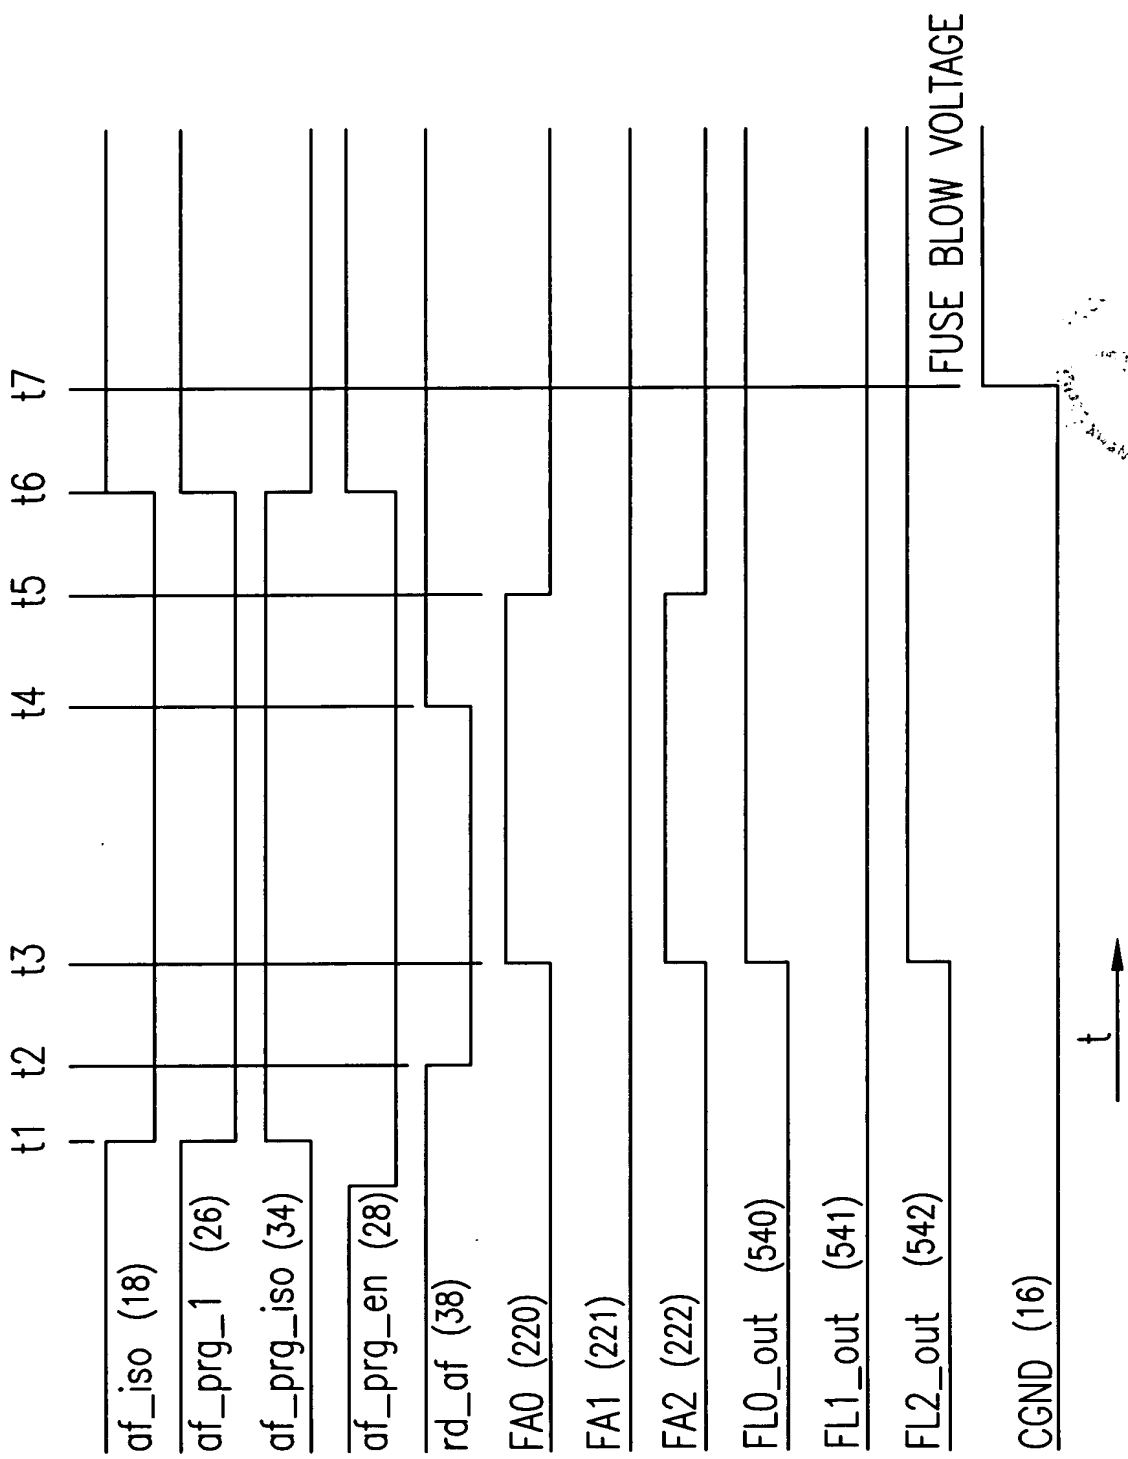 t1 t2 t3 t4 t5 t6 t7
af_iso (18)
af_prg_1 (26)
af_prg_iso (34)
af_prg_en (28)
rd_af (38)
FA0 (220)
FA1 (221)
FA2 (222)
FL0_out (540)
FL1_out (541)
FL2_out (542)
FUSE BLOW VOLTAGE
CGND (16)
t